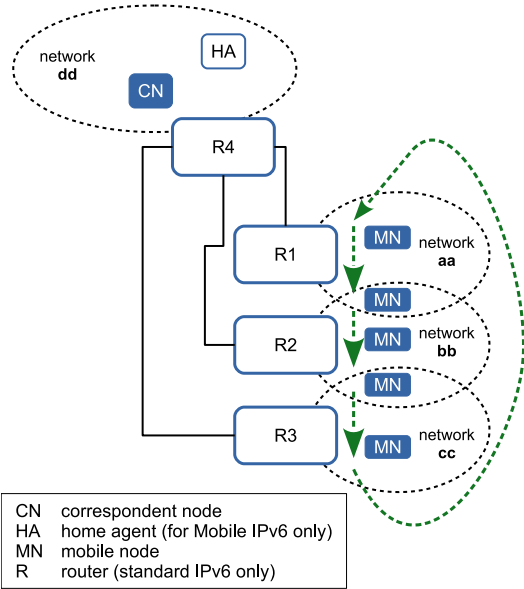 network
dd
HA
CN
R4
R1
MN
network
aa
MN
R2
MN
network
bb
MN
R3
MN
network
cc
CN correspondent node
HA home agent (for Mobile IPv6 only)
MN mobile node
R router (standard IPv6 only)